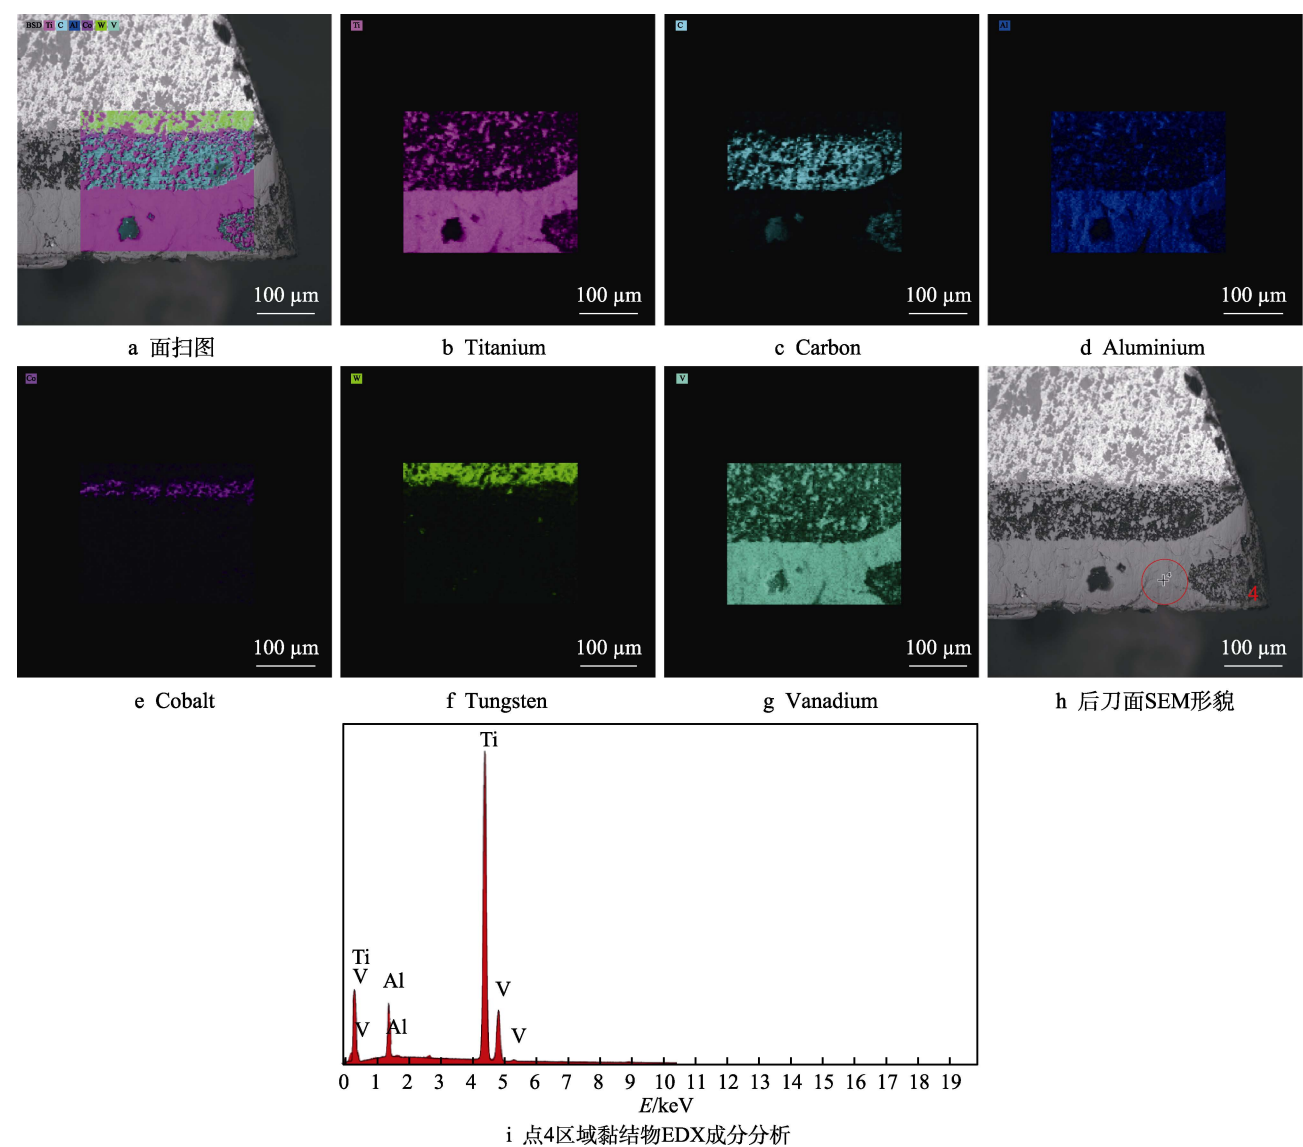 BSD Ti C Al Co W V
Ti
C
Al
100 μm
100 μm
100 μm
100 μm
a 面扫图
b Titanium
c Carbon
d Aluminium
Co
W
V
4
100 μm
100 μm
100 μm
100 μm
e Cobalt
f Tungsten
g Vanadium
h 后刀面SEM形貌
Ti
Ti
V
Al
V
V
Al
V
0 1 2 3 4 5 6 7 8 9 10 11 12 13 14 15 16 17 18 19
E/keV
i 点4区域黏结物EDX成分分析